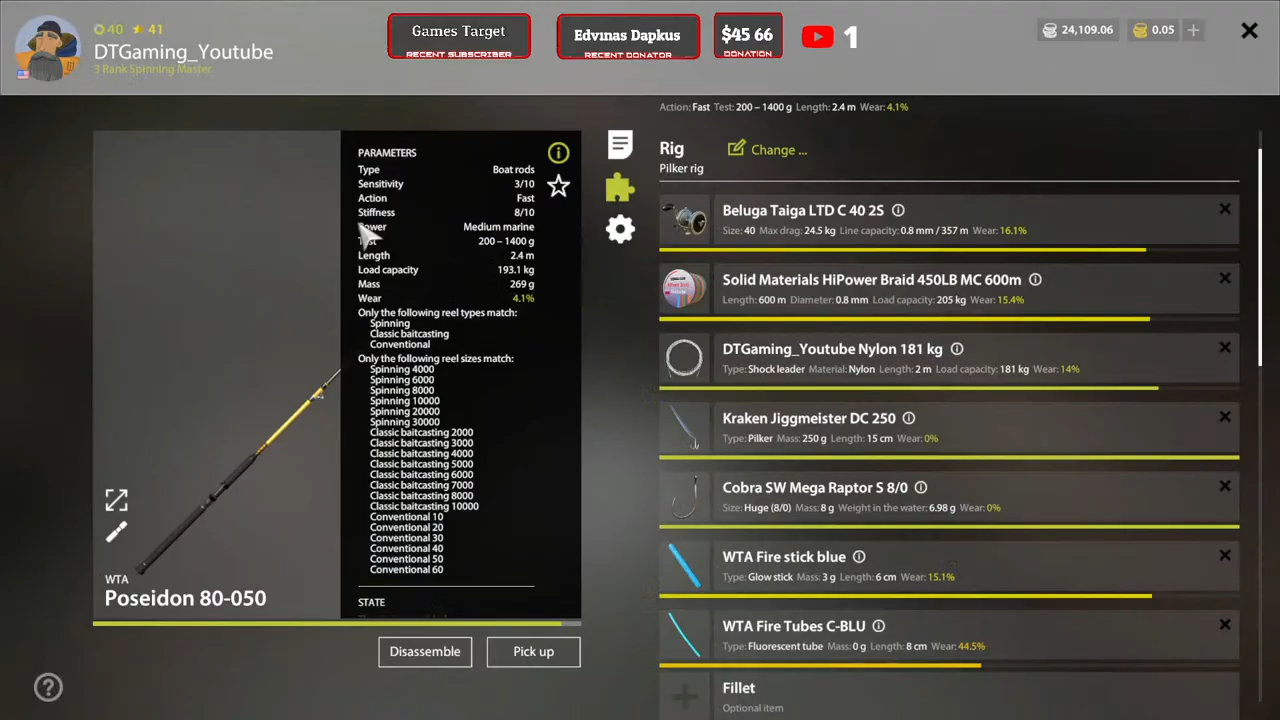 40 41
DTGaming_Youtube
3 Rank Spinning Master
Games Target
RECENT SUBSCRIBER
Edvinas Dapkus
RECENT DONATOR
$45 66
DONATION
1
24,109.06
0.05
Action: Fast Test: 200 – 1400 g Length: 2.4 m Wear: 4.1%
PARAMETERS
Type Boat rods
Sensitivity 3/10
Action Fast
Stiffness 8/10
Power Medium marine
Test 200 – 1400 g
Length 2.4 m
Load capacity 193.1 kg
Mass 269 g
Wear 4.1%
Only the following reel types match:
Spinning
Classic baitcasting
Conventional
Only the following reel sizes match:
Spinning 4000
Spinning 6000
Spinning 8000
Spinning 10000
Spinning 20000
Spinning 30000
Classic baitcasting 2000
Classic baitcasting 3000
Classic baitcasting 4000
Classic baitcasting 5000
Classic baitcasting 6000
Classic baitcasting 7000
Classic baitcasting 8000
Classic baitcasting 10000
Conventional 10
Conventional 20
Conventional 30
Conventional 40
Conventional 50
Conventional 60
STATE
WTA
Poseidon 80-050
Disassemble
Pick up
Rig
Change ...
Pilker rig
Beluga Taiga LTD C 40 2S
Size: 40 Max drag: 24.5 kg Line capacity: 0.8 mm / 357 m Wear: 16.1%
Solid Materials HiPower Braid 450LB MC 600m
Length: 600 m Diameter: 0.8 mm Load capacity: 205 kg Wear: 15.4%
DTGaming_Youtube Nylon 181 kg
Type: Shock leader Material: Nylon Length: 2 m Load capacity: 181 kg Wear: 14%
Kraken Jiggmeister DC 250
Type: Pilker Mass: 250 g Length: 15 cm Wear: 0%
Cobra SW Mega Raptor S 8/0
Size: Huge (8/0) Mass: 8 g Weight in the water: 6.98 g Wear: 0%
WTA Fire stick blue
Type: Glow stick Mass: 3 g Length: 6 cm Wear: 15.1%
WTA Fire Tubes C-BLU
Type: Fluorescent tube Mass: 0 g Length: 8 cm Wear: 44.5%
Fillet
Optional item